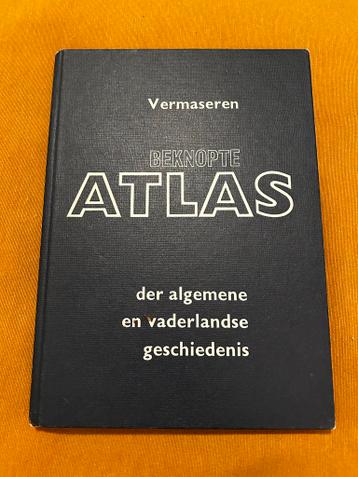 Vermaseren
BEKNOPTE
ATLAS
der algemene
en vaderlandse
geschiedenis